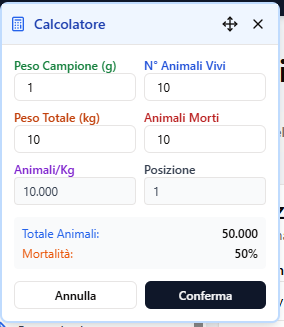 Calcolatore
Peso Campione (g) N° Animali Vivi
1 10
Peso Totale (kg) Animali Morti
10 10
Animali/Kg Posizione
10.000 1
Totale Animali: 50.000
Mortalità: 50%
Annulla Conferma